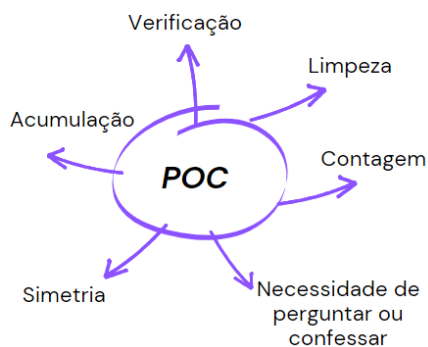 Verificação
Limpeza
Acumulação
Contagem
POC
Simetria
Necessidade de
perguntar ou
confessar